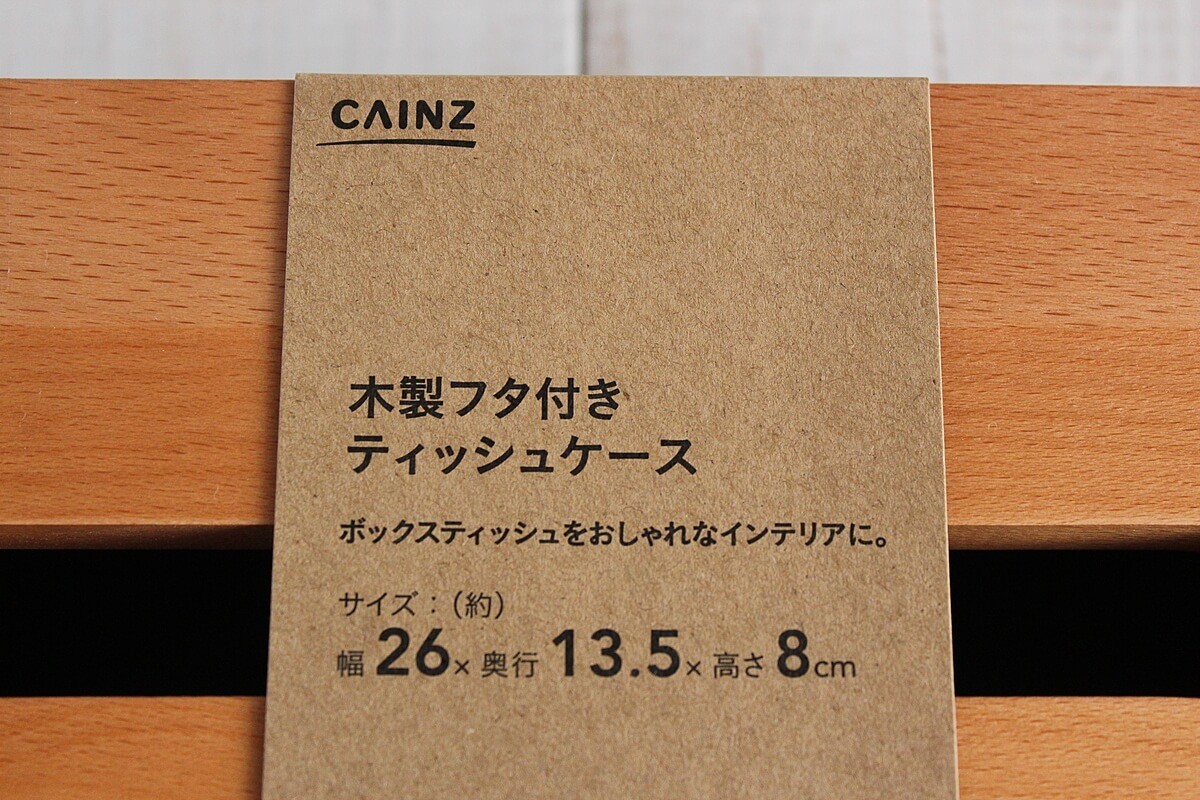 CAINZ
木製フタ付き
ティッシュケース
ボックスティッシュをおしゃれなインテリアに。
サイズ：（約）
幅 26 × 奥行 13.5 × 高さ 8cm